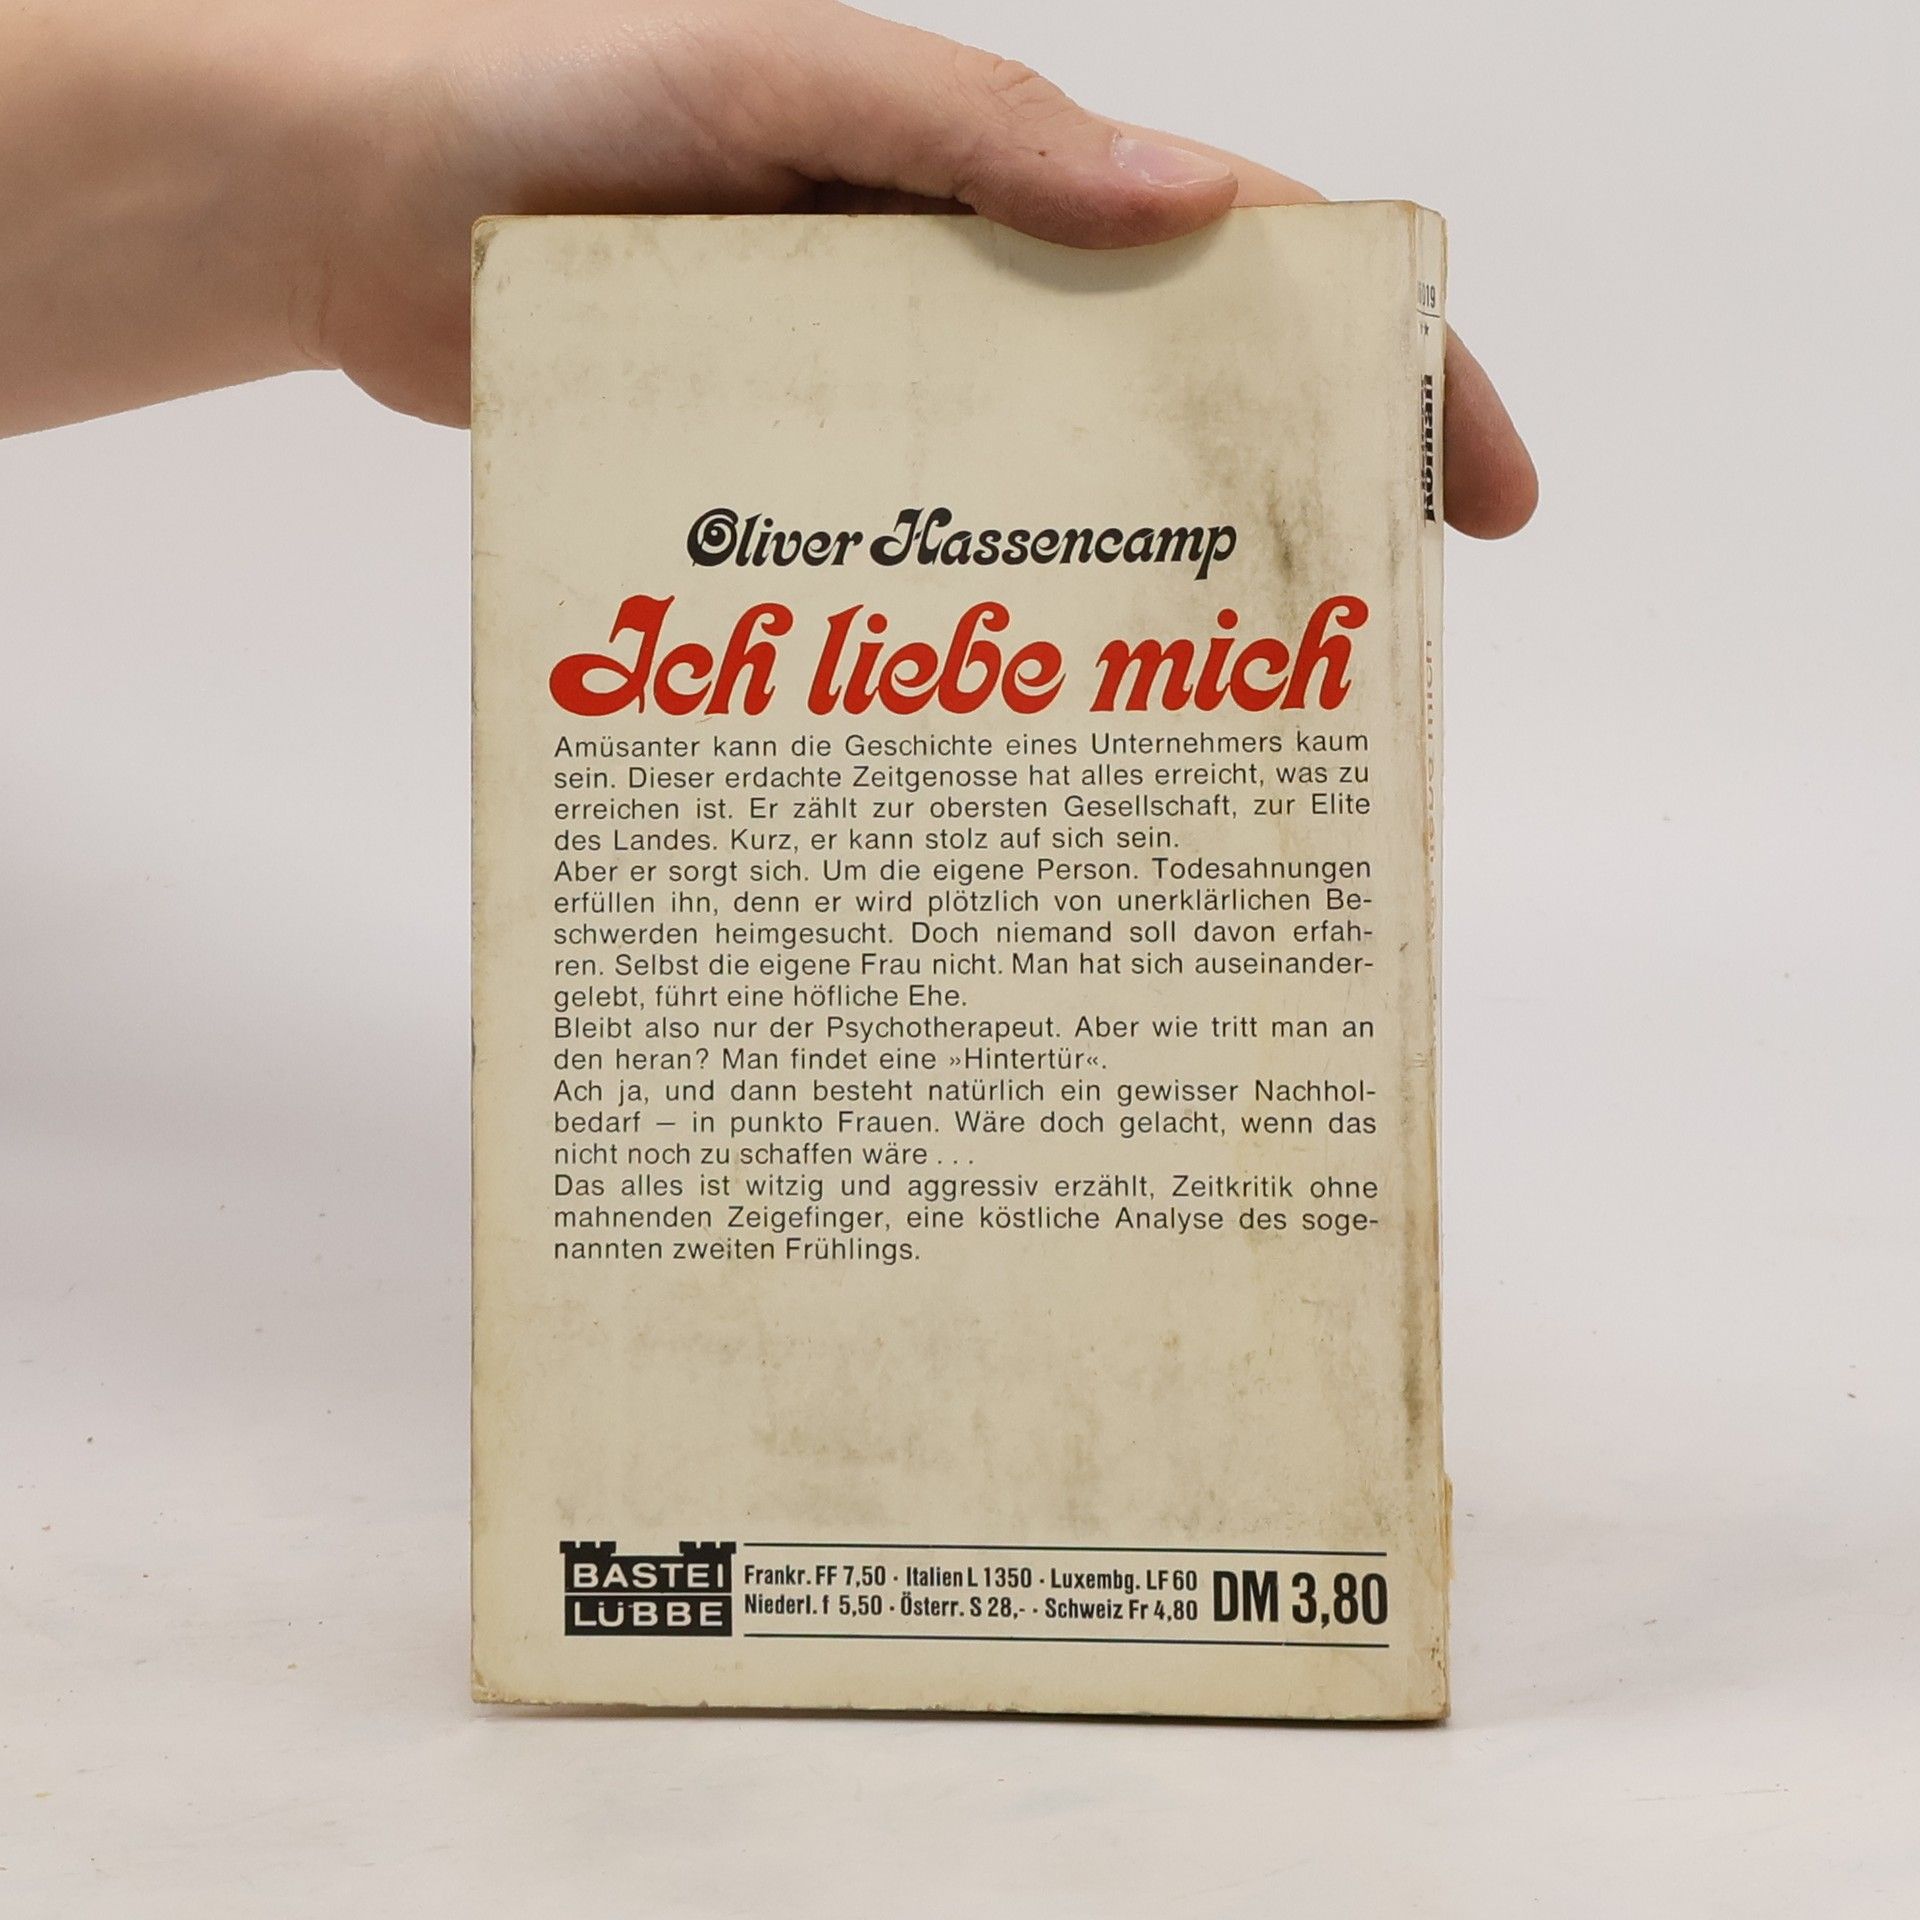 Oliver Hassencamp
Ich liebe mich
Amüsanter kann die Geschichte eines Unternehmers kaum
sein. Dieser erdachte Zeitgenosse hat alles erreicht, was zu
erreichen ist. Er zählt zur obersten Gesellschaft, zur Elite
des Landes. Kurz, er kann stolz auf sich sein.
Aber er sorgt sich. Um die eigene Person. Todesahnungen
erfüllen ihn, denn er wird plötzlich von unerklärlichen Be-
schwerden heimgesucht. Doch niemand soll davon erfah-
ren. Selbst die eigene Frau nicht. Man hat sich auseinander-
gelebt, führt eine höfliche Ehe.
Bleibt also nur der Psychotherapeut. Aber wie tritt man an
den heran? Man findet eine »Hintertür«.
Ach ja, und dann besteht natürlich ein gewisser Nachhol-
bedarf — in punkto Frauen. Wäre doch gelacht, wenn das
nicht noch zu schaffen wäre . . .
Das alles ist witzig und aggressiv erzählt, Zeitkritik ohne
mahnenden Zeigefinger, eine köstliche Analyse des soge-
nannten zweiten Frühlings.
BASTEI
LÜBBE
Frankr. FF 7,50 · Italien L 1350 · Luxembg. LF 60
Niederl. f 5,50 · Österr. S 28,- · Schweiz Fr 4,80
DM 3,80